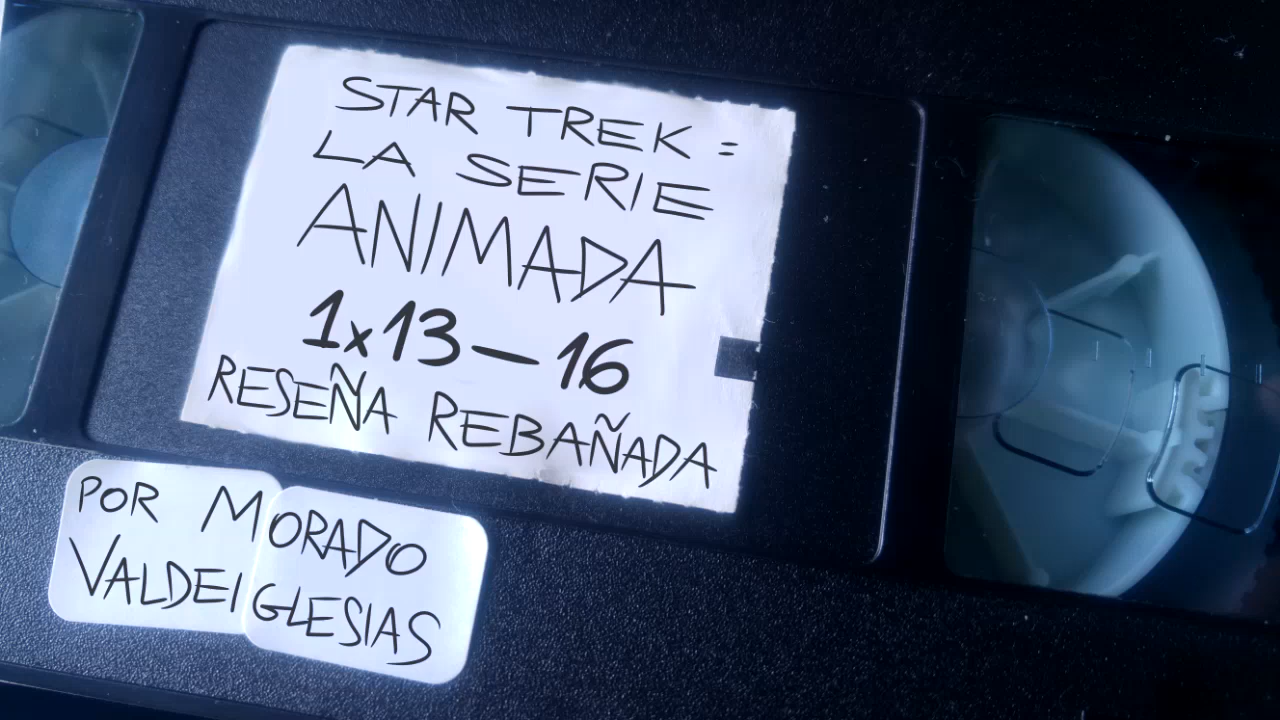 STAR TREK:
LA SERIE
ANIMADA
1x13-16
RESEÑA REBAÑADA
POR MORADO
VALDEIGLESIAS